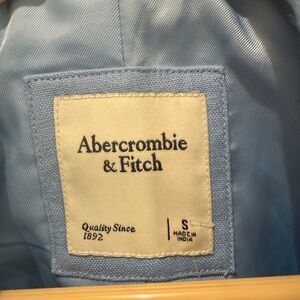 Abercrombie
& Fitch
Quality Since
1892
S
MADE IN
INDIA